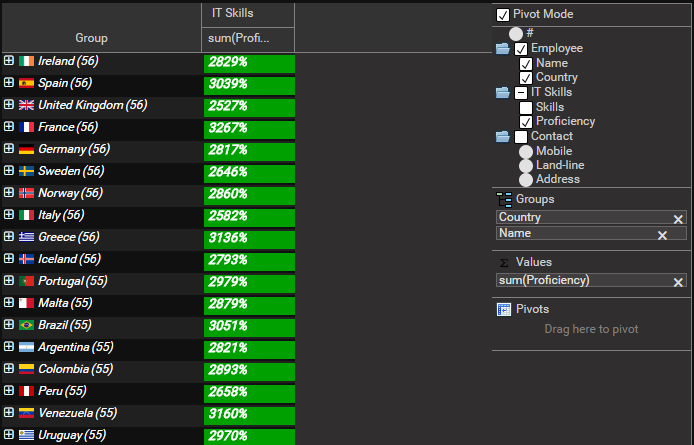 IT Skills
Group
sum(Profi...
Ireland (56)
2829%
Spain (56)
3039%
United Kingdom (56)
2527%
France (56)
3267%
Germany (56)
2817%
Sweden (56)
2646%
Norway (56)
2860%
Italy (56)
2582%
Greece (56)
3136%
Iceland (56)
2793%
Portugal (55)
2979%
Malta (55)
2879%
Brazil (55)
3051%
Argentina (55)
2821%
Colombia (55)
2893%
Peru (55)
2658%
Venezuela (55)
3160%
Uruguay (55)
2970%
Pivot Mode
#
Employee
Name
Country
IT Skills
Skills
Proficiency
Contact
Mobile
Land-line
Address
Groups
Country
Name
Σ Values
sum(Proficiency)
Pivots
Drag here to pivot